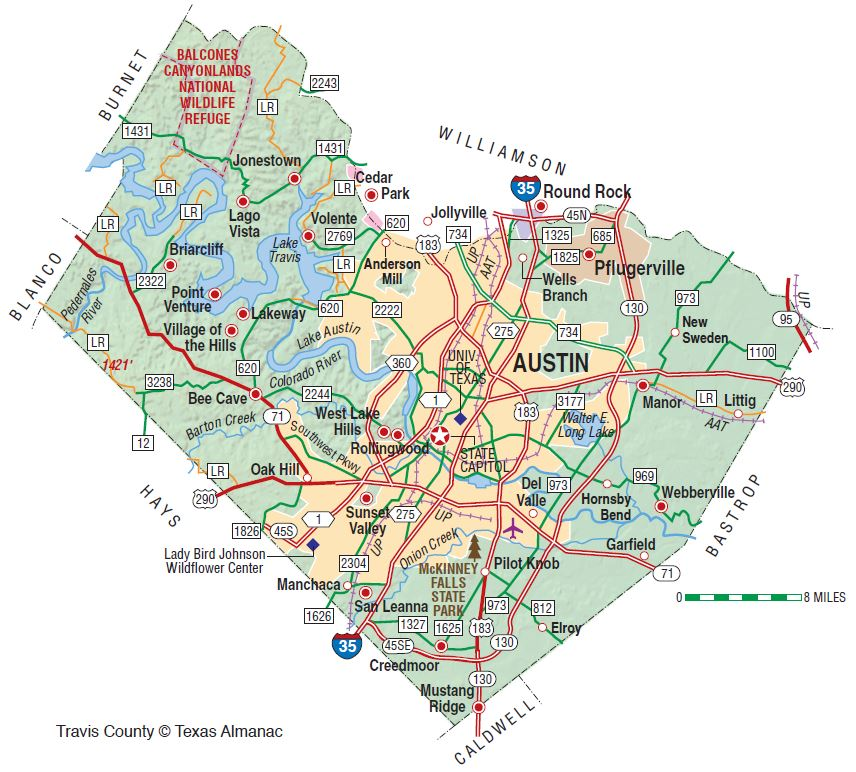 BALCONES
CANYONLANDS
NATIONAL
WILDLIFE
REFUGE
BURNET
2243
LR
1431
1431
WILLIAMSON
Jonestown
Cedar
Park
LR
LR
35
Round Rock
Lago
Vista
Volente
LR
LR
Jollyville
45N
620
734
1325
685
2769
183
Lake
Travis
UP
AAT
1825
Pflugerville
Briarcliff
LR
Anderson
Mill
Wells
Branch
BLANCO
Pedernales
River
2322
Point
Venture
Lakeway
620
2222
130
973
UP
95
Village of
the Hills
Lake Austin
275
734
New
Sweden
LR
1421'
620
Colorado River
360
UNIV.
OF
TEXAS
AUSTIN
1100
3238
Bee Cave
2244
1
3177
Manor
LR
Littig
290
12
71
Barton Creek
West Lake
Hills
183
Walter E.
Long Lake
AAT
Southwest Pkwy
Rollingwood
STATE
CAPITOL
LR
Oak Hill
Del
Valle
973
969
290
Hornsby
Bend
Webberville
HAYS
Sunset
Valley
275
UP
BASTROP
1826
45S
1
Lady Bird Johnson
Wildflower Center
UP
Onion Creek
Garfield
2304
McKINNEY
FALLS
STATE
PARK
Pilot Knob
71
Manchaca
0
8 MILES
San Leanna
973
812
1626
1327
1625
183
Elroy
35
45SE
130
Creedmoor
130
Mustang
Ridge
CALDWELL
Travis County © Texas Almanac